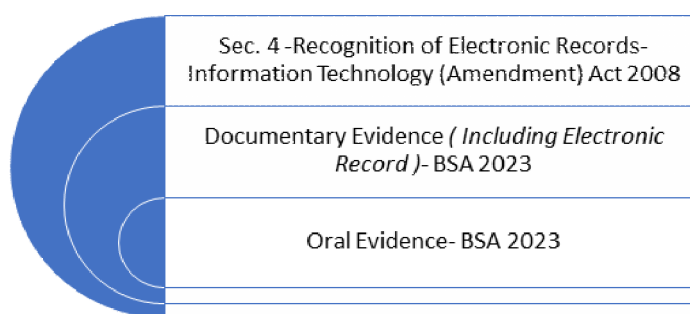 Sec. 4 -Recognition of Electronic Records-
Information Technology (Amendment) Act 2008
Documentary Evidence ( Including Electronic
Record )- BSA 2023
Oral Evidence- BSA 2023